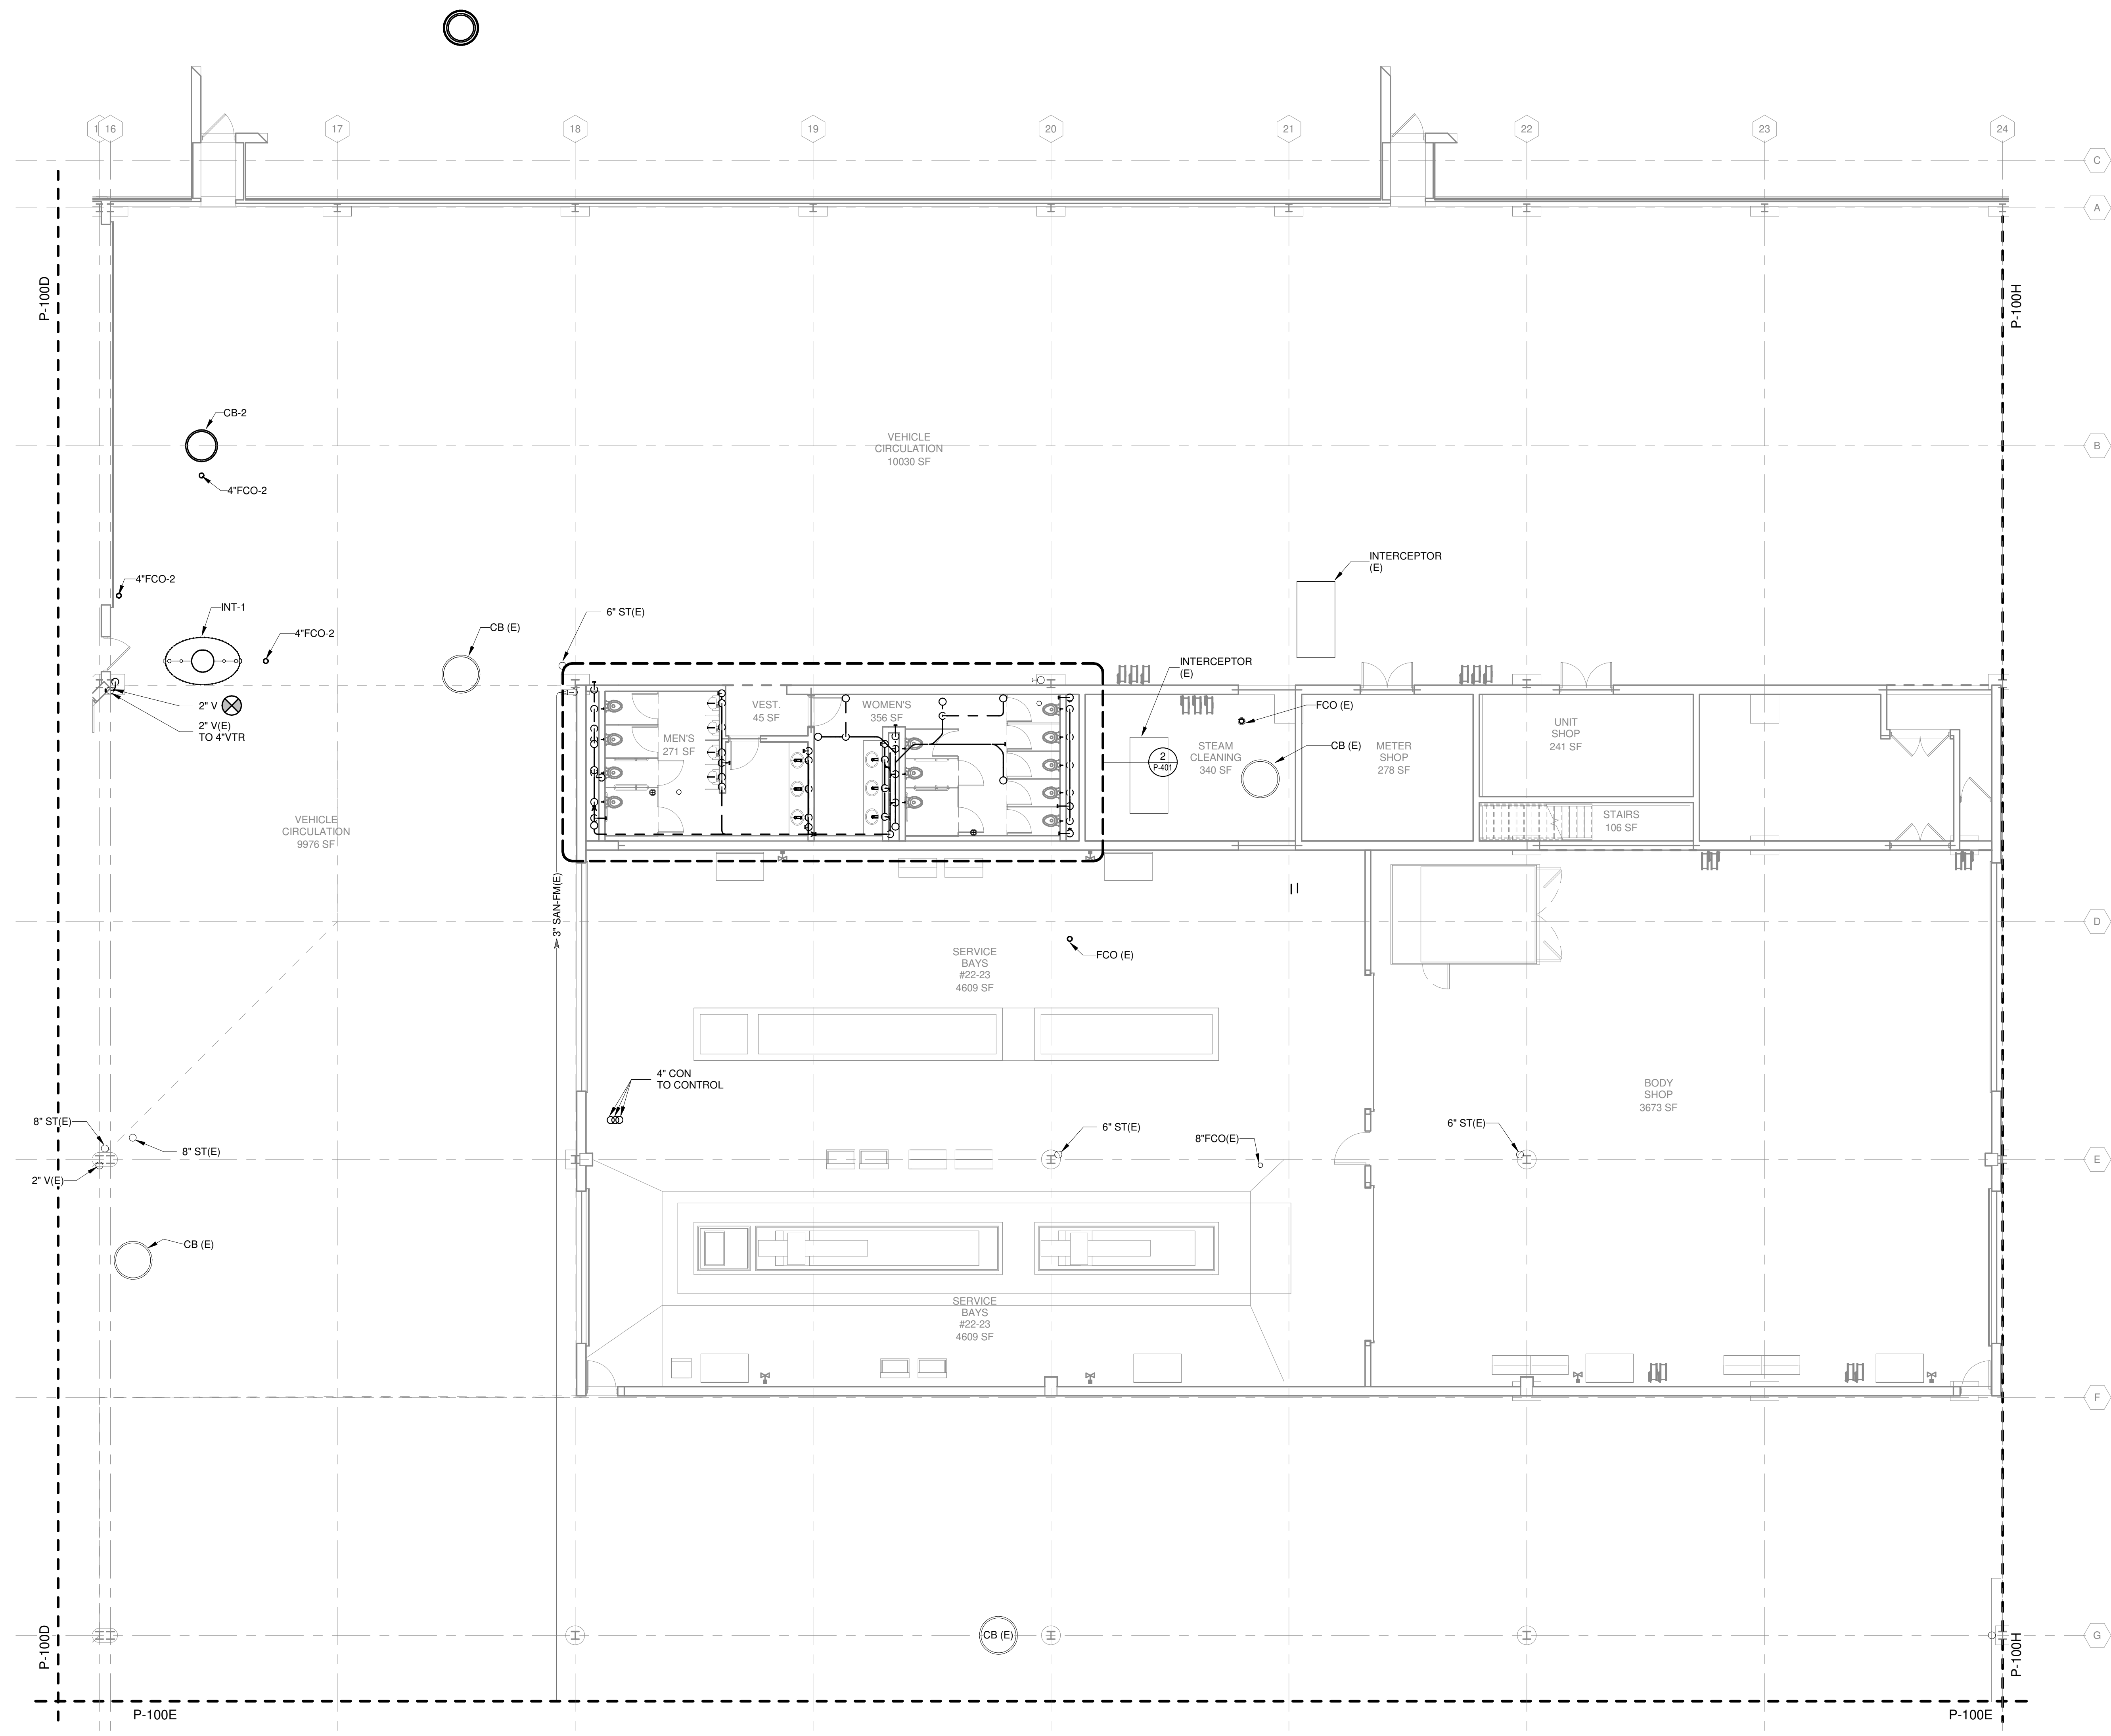 1
16
17
18
19
20
21
22
23
24
C
A
P-100D
P-100H
CB-2
VEHICLE
CIRCULATION
10030 SF
B
4"FCO-2
INTERCEPTOR
(E)
4"FCO-2
INT-1
6" ST(E)
4"FCO-2
CB (E)
INTERCEPTOR
(E)
2" V
2" V(E)
TO 4"VTR
VEST.
45 SF
WOMEN'S
356 SF
FCO (E)
MEN'S
271 SF
UNIT
SHOP
241 SF
STEAM
CLEANING
340 SF
2
P-401
CB (E)
METER
SHOP
278 SF
VEHICLE
CIRCULATION
9976 SF
STAIRS
106 SF
3" SAN-FM(E)
D
SERVICE
BAYS
#22-23
4609 SF
FCO (E)
4" CON
TO CONTROL
BODY
SHOP
3673 SF
8" ST(E)
8" ST(E)
6" ST(E)
8"FCO(E)
6" ST(E)
E
2" V(E)
CB (E)
SERVICE
BAYS
#22-23
4609 SF
F
P-100D
CB (E)
P-100H
G
P-100E
P-100E